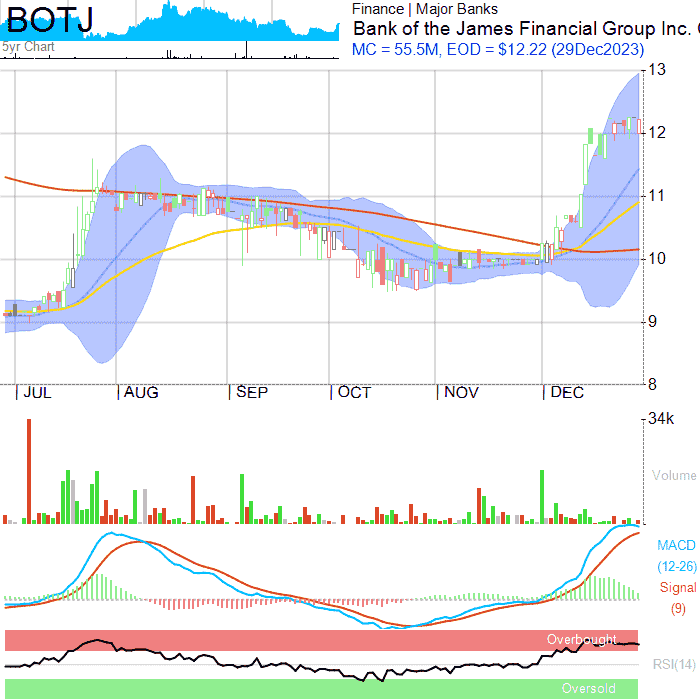 BOTJ
Finance | Major Banks
Bank of the James Financial Group Inc. (
5yr Chart
MC = 55.5M, EOD = $12.22 (29Dec2023)
13
12
11
10
9
8
JUL AUG SEP OCT NOV DEC
34k
Volume
MACD
(12-26)
Signal
(9)
Overbought
RSI(14)
Oversold